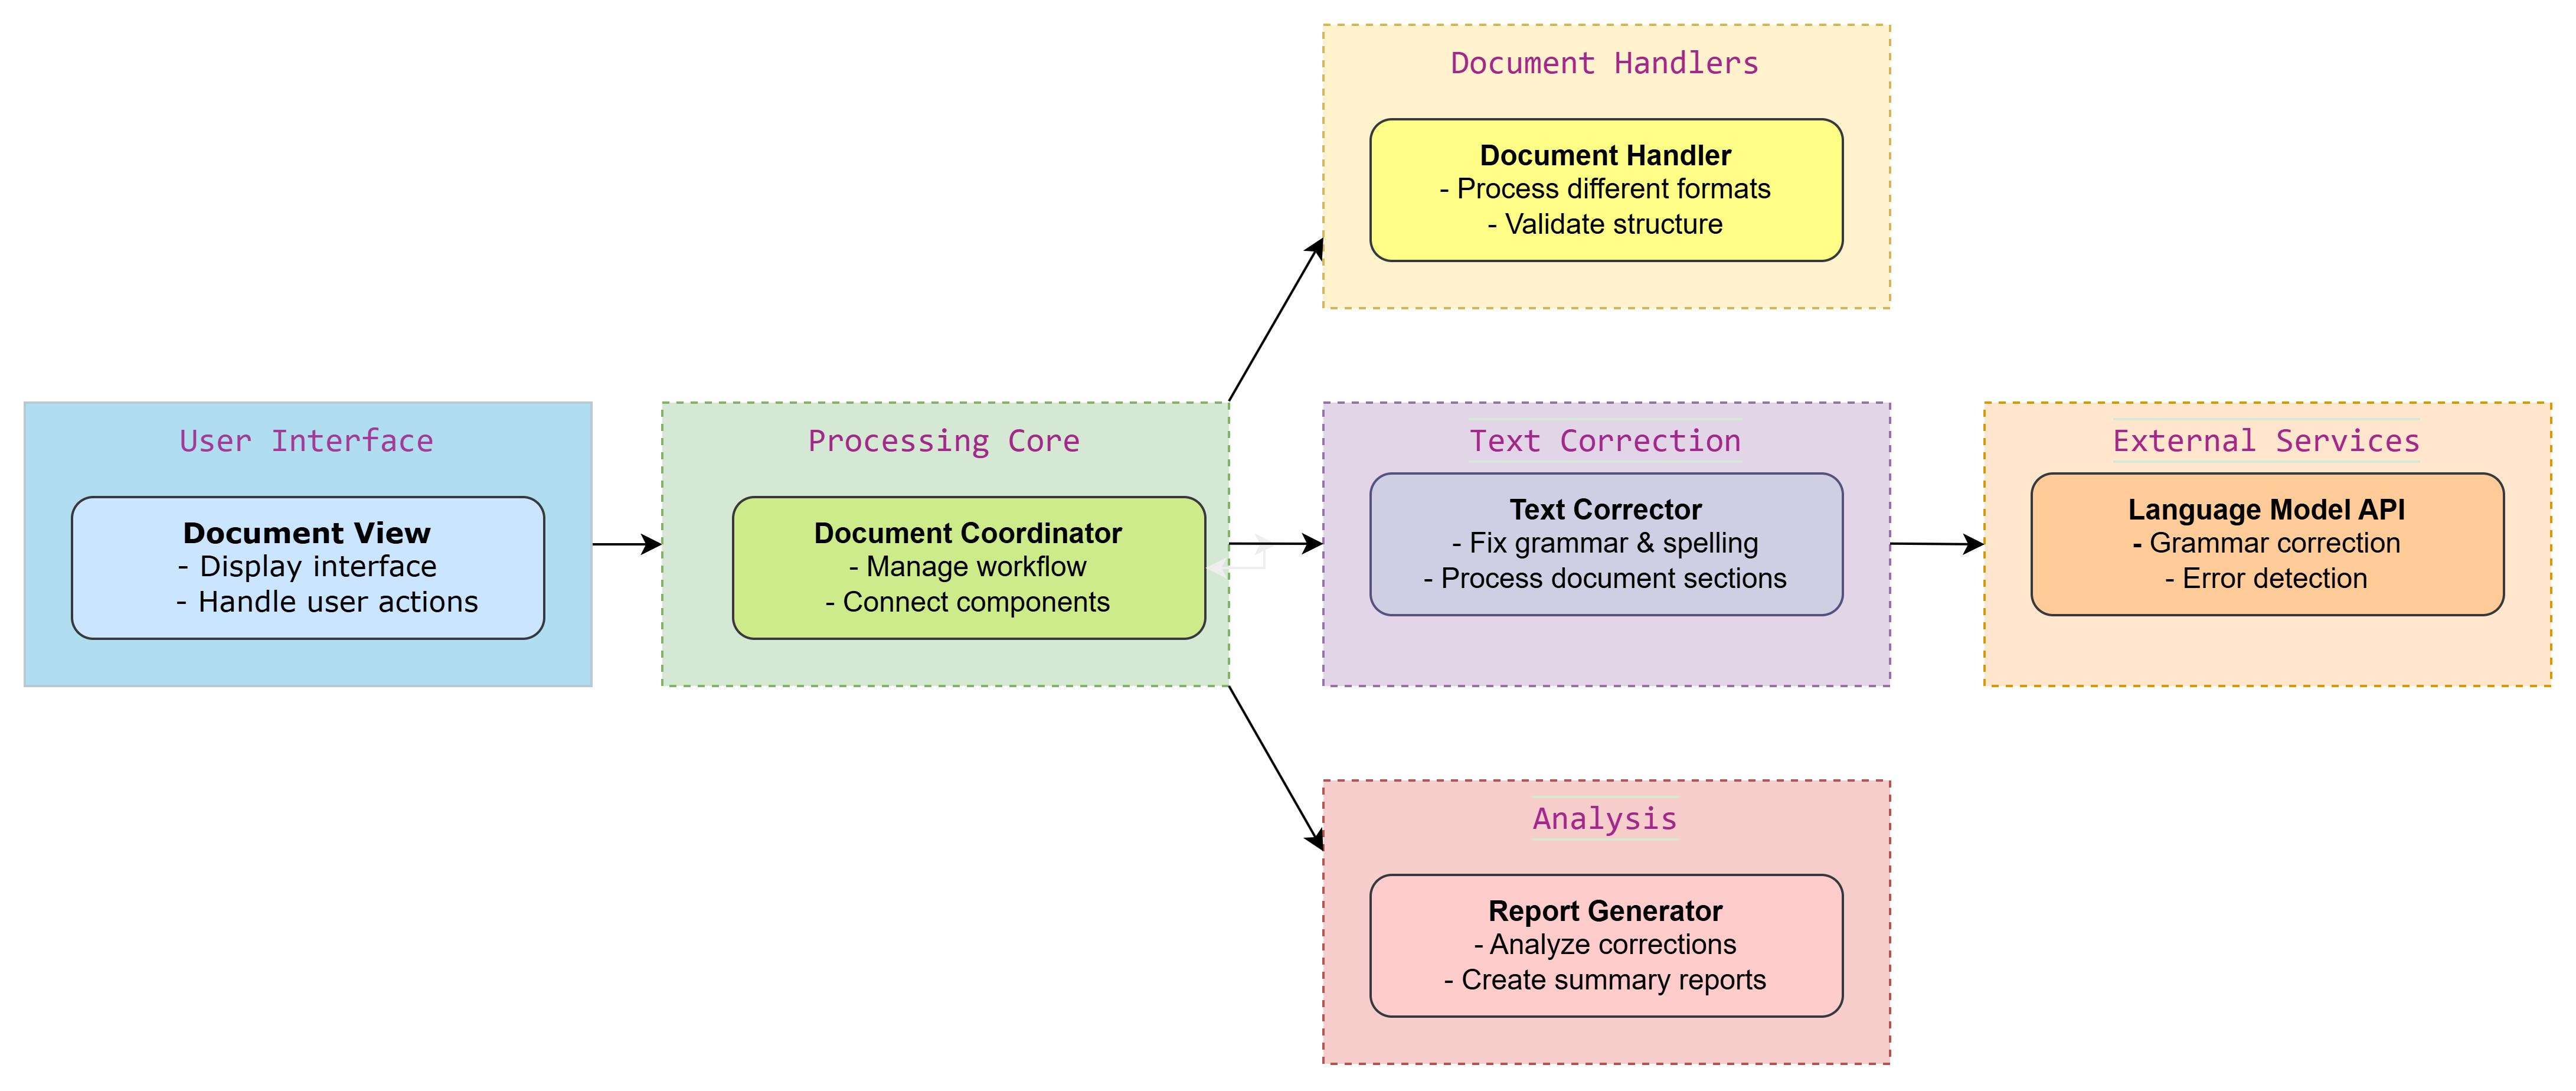 Document Handlers
Document Handler
- Process different formats
- Validate structure
User Interface
Document View
- Display interface
- Handle user actions
Processing Core
Document Coordinator
- Manage workflow
- Connect components
Text Correction
Text Corrector
- Fix grammar & spelling
- Process document sections
External Services
Language Model API
- Grammar correction
- Error detection
Analysis
Report Generator
- Analyze corrections
- Create summary reports